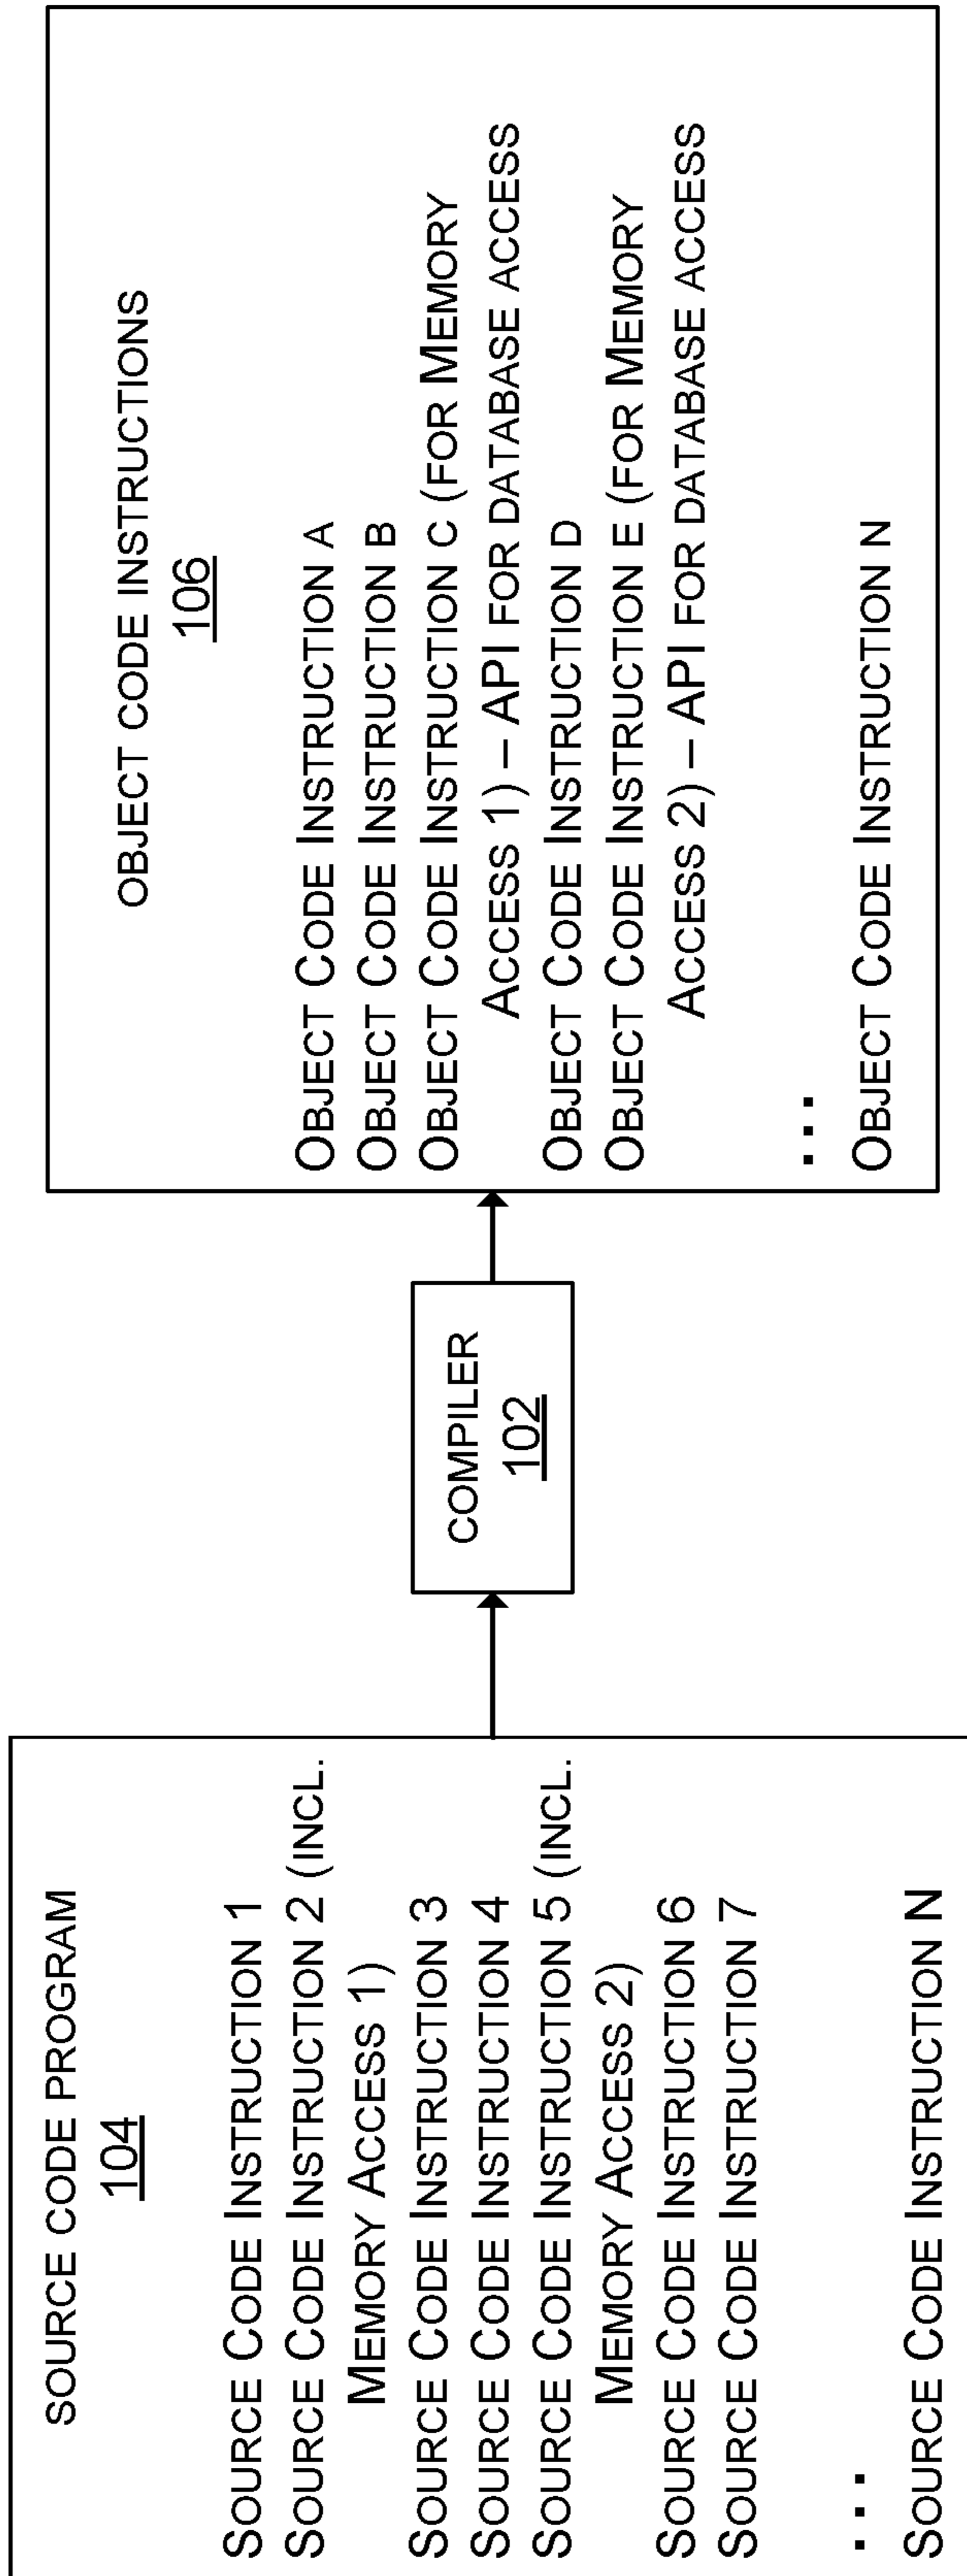 SOURCE CODE PROGRAM
104
SOURCE CODE INSTRUCTION 1
SOURCE CODE INSTRUCTION 2 (INCL.
MEMORY ACCESS 1)
SOURCE CODE INSTRUCTION 3
SOURCE CODE INSTRUCTION 4
SOURCE CODE INSTRUCTION 5 (INCL.
MEMORY ACCESS 2)
SOURCE CODE INSTRUCTION 6
SOURCE CODE INSTRUCTION 7
...
SOURCE CODE INSTRUCTION N
COMPILER
102
OBJECT CODE INSTRUCTIONS
106
OBJECT CODE INSTRUCTION A
OBJECT CODE INSTRUCTION B
OBJECT CODE INSTRUCTION C (FOR MEMORY
ACCESS 1) – API FOR DATABASE ACCESS
OBJECT CODE INSTRUCTION D
OBJECT CODE INSTRUCTION E (FOR MEMORY
ACCESS 2) – API FOR DATABASE ACCESS
...
OBJECT CODE INSTRUCTION N